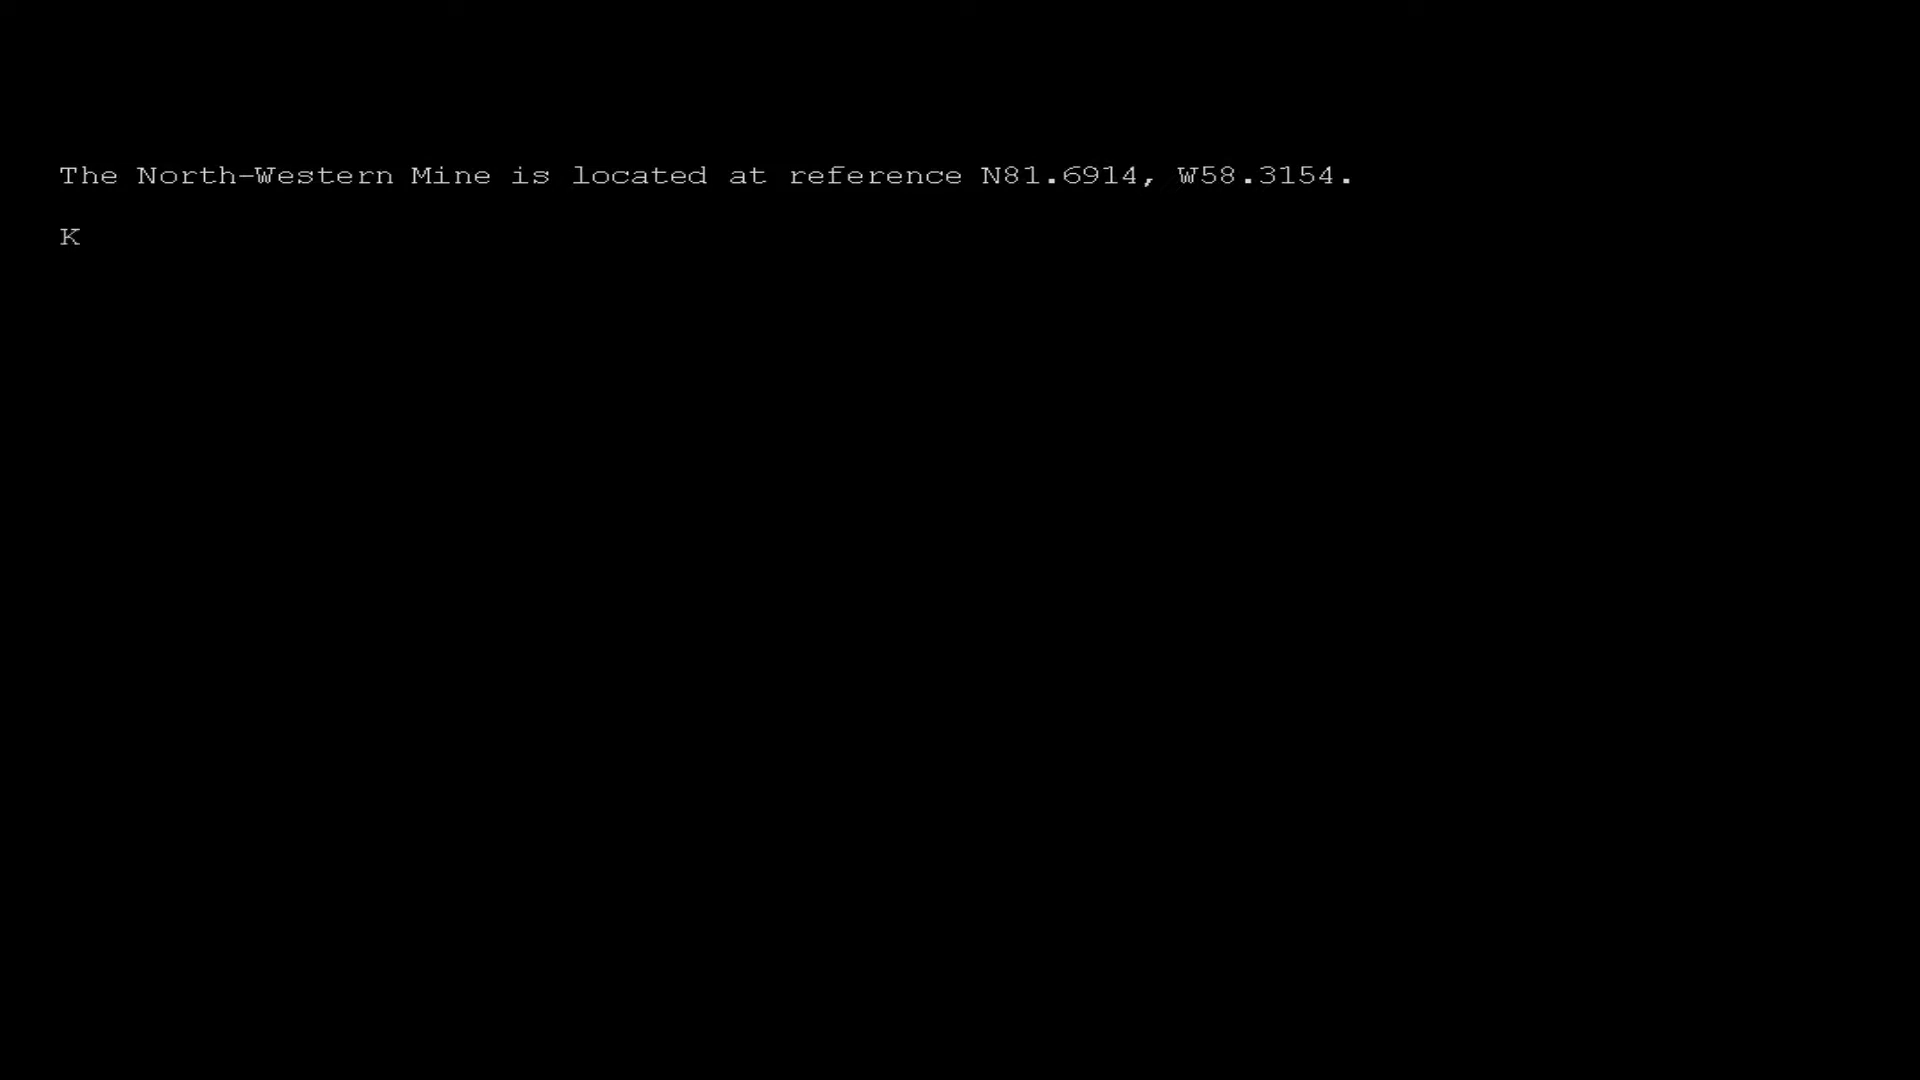 The North-Western Mine is located at reference N81.6914, W58.3154.
K